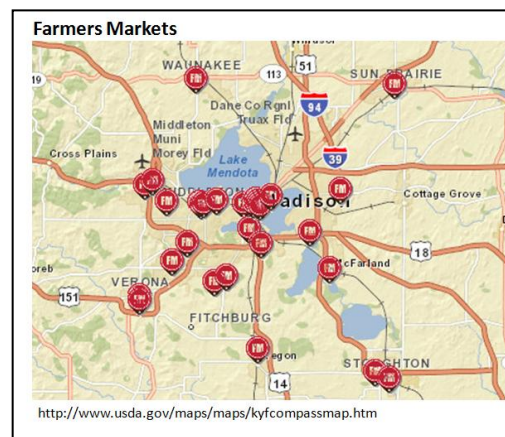 Farmers Markets
WAUNAKEE
113
51
SUN PRAIRIE
19
Dane Co Rgnl
Truax Fld
94
Middleton
Muni
Morey Fld
Cross Plains
Lake
Mendota
39
FM
Cottage Grove
18
McFarland
VERONA
151
FITCHBURG
14
http://www.usda.gov/maps/maps/kyfcompassmap.htm